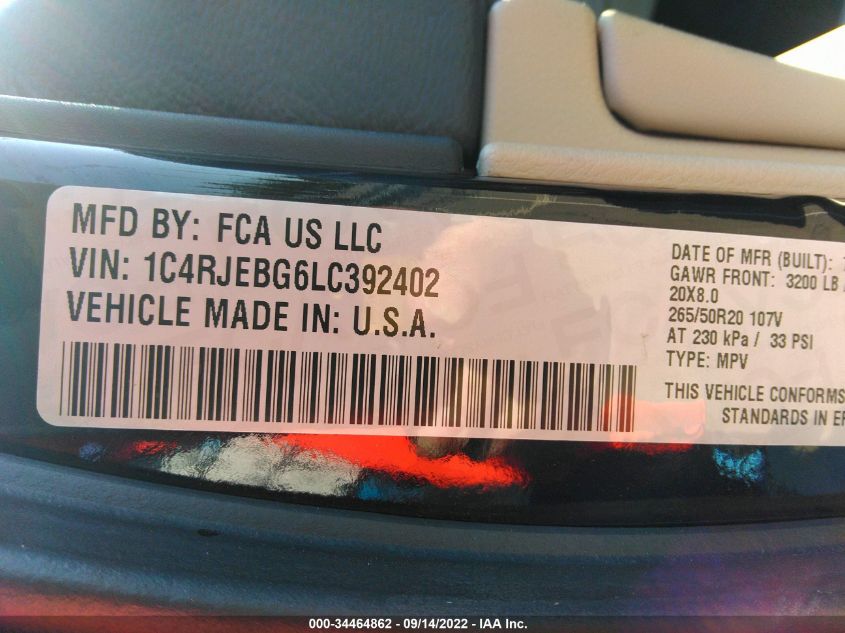 MFD BY: FCA US LLC
VIN: 1C4RJEBG6LC392402
VEHICLE MADE IN: U.S.A.
DATE OF MFR (BUILT):
GAWR FRONT: 3200 LB
20X8.0
265/50R20 107V
AT 230 kPa / 33 PSI
TYPE: MPV
THIS VEHICLE CONFORMS
STANDARDS IN
000-34464862 / 09/14/2022 - IAA Inc.